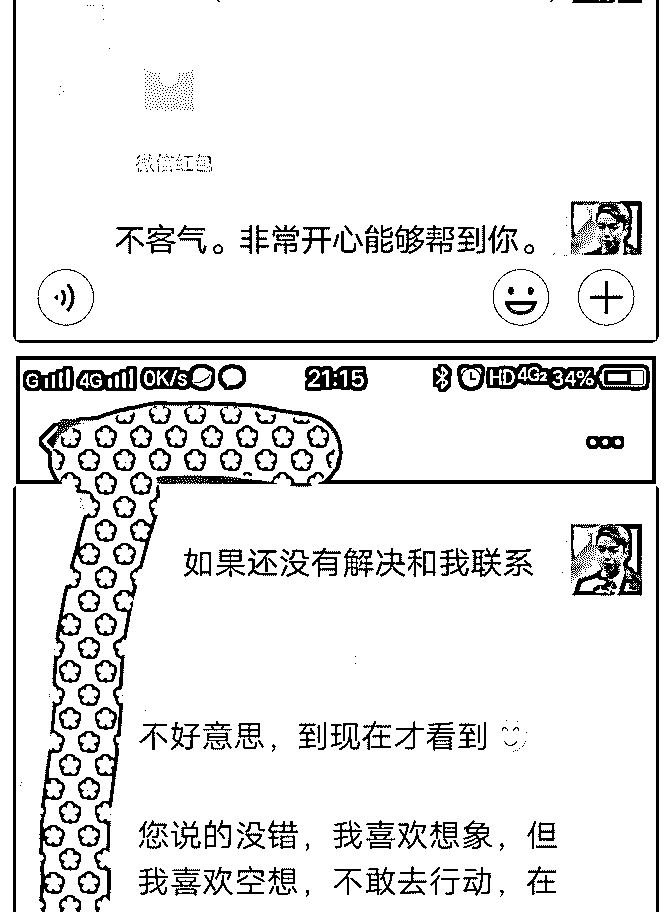 微信红包
不客气。非常开心能够帮到你。
G 4G 0K/s 21:15 HD 4G2 34%
如果还没有解决和我联系
不好意思，到现在才看到
您说的没错，我喜欢想象，但
我喜欢空想，不敢去行动，在